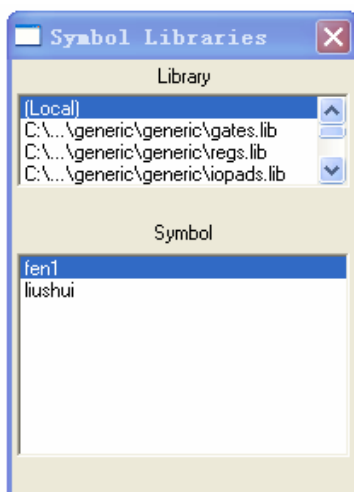 Symbol Libraries
Library
(Local)
C:\...\generic\generic\gates.lib
C:\...\generic\generic\regs.lib
C:\...\generic\generic\iopads.lib
Symbol
fen1
liushui